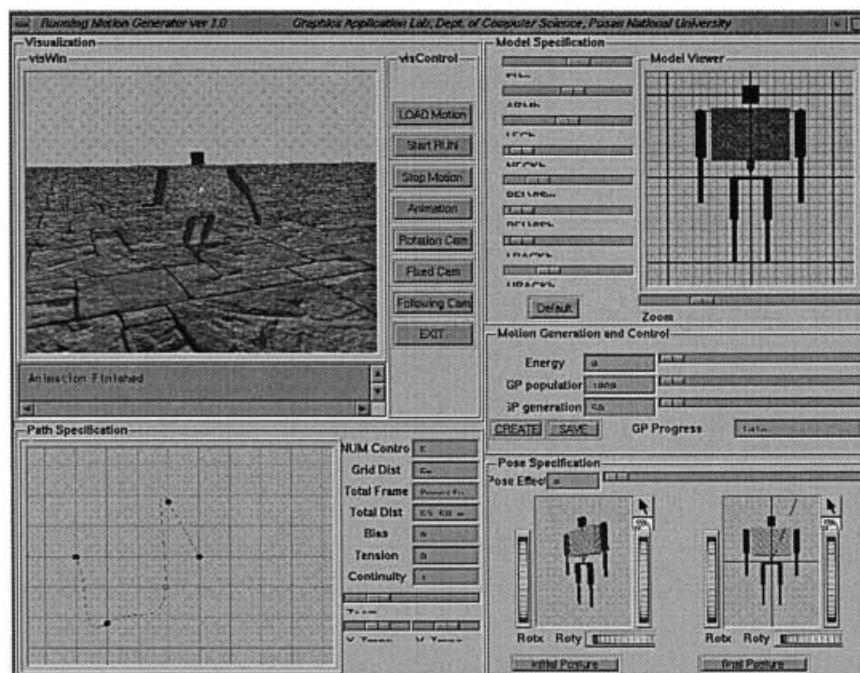 Running Motion Generator ver 1.0 Graphics Application Lab, Dept. of Computer Science, Pusan National University
Visualization
visWin
visControl
LOAD Motion
Start RUN
Stop Motion
Animation
Rotation Cam
Fixed Cam
Following Cam
EXIT
Animation Finished
Path Specification
NUM Contro
Grid Dist
Total Frame
Total Dist
Bias
Tension
Continuity
Model Specification
Model Viewer
Default
Zoom
Motion Generation and Control
Energy
GP population
GP generation 50
CREATE SAVE GP Progress
Pose Specification
Pose Effect
Rotx Roty Rotx Roty
Initial Posture final Posture